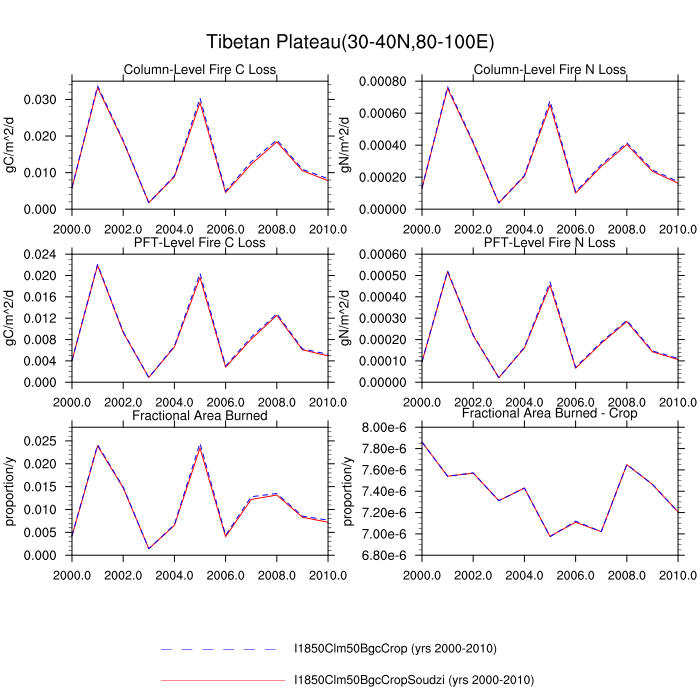 Tibetan Plateau(30-40N,80-100E)
Column-Level Fire C Loss
gC/m^2/d
0.030
0.020
0.010
0.000
2000.0 2002.0 2004.0 2006.0 2008.0 2010.0
Column-Level Fire N Loss
gN/m^2/d
0.00080
0.00060
0.00040
0.00020
0.00000
2000.0 2002.0 2004.0 2006.0 2008.0 2010.0
PFT-Level Fire C Loss
gC/m^2/d
0.024
0.020
0.016
0.012
0.008
0.004
0.000
2000.0 2002.0 2004.0 2006.0 2008.0 2010.0
PFT-Level Fire N Loss
gN/m^2/d
0.00060
0.00050
0.00040
0.00030
0.00020
0.00010
0.00000
2000.0 2002.0 2004.0 2006.0 2008.0 2010.0
Fractional Area Burned
proportion/y
0.025
0.020
0.015
0.010
0.005
0.000
2000.0 2002.0 2004.0 2006.0 2008.0 2010.0
Fractional Area Burned - Crop
proportion/y
8.00e-6
7.80e-6
7.60e-6
7.40e-6
7.20e-6
7.00e-6
6.80e-6
2000.0 2002.0 2004.0 2006.0 2008.0 2010.0
I1850Clm50BgcCrop (yrs 2000-2010)
I1850Clm50BgcCropSoudzi (yrs 2000-2010)